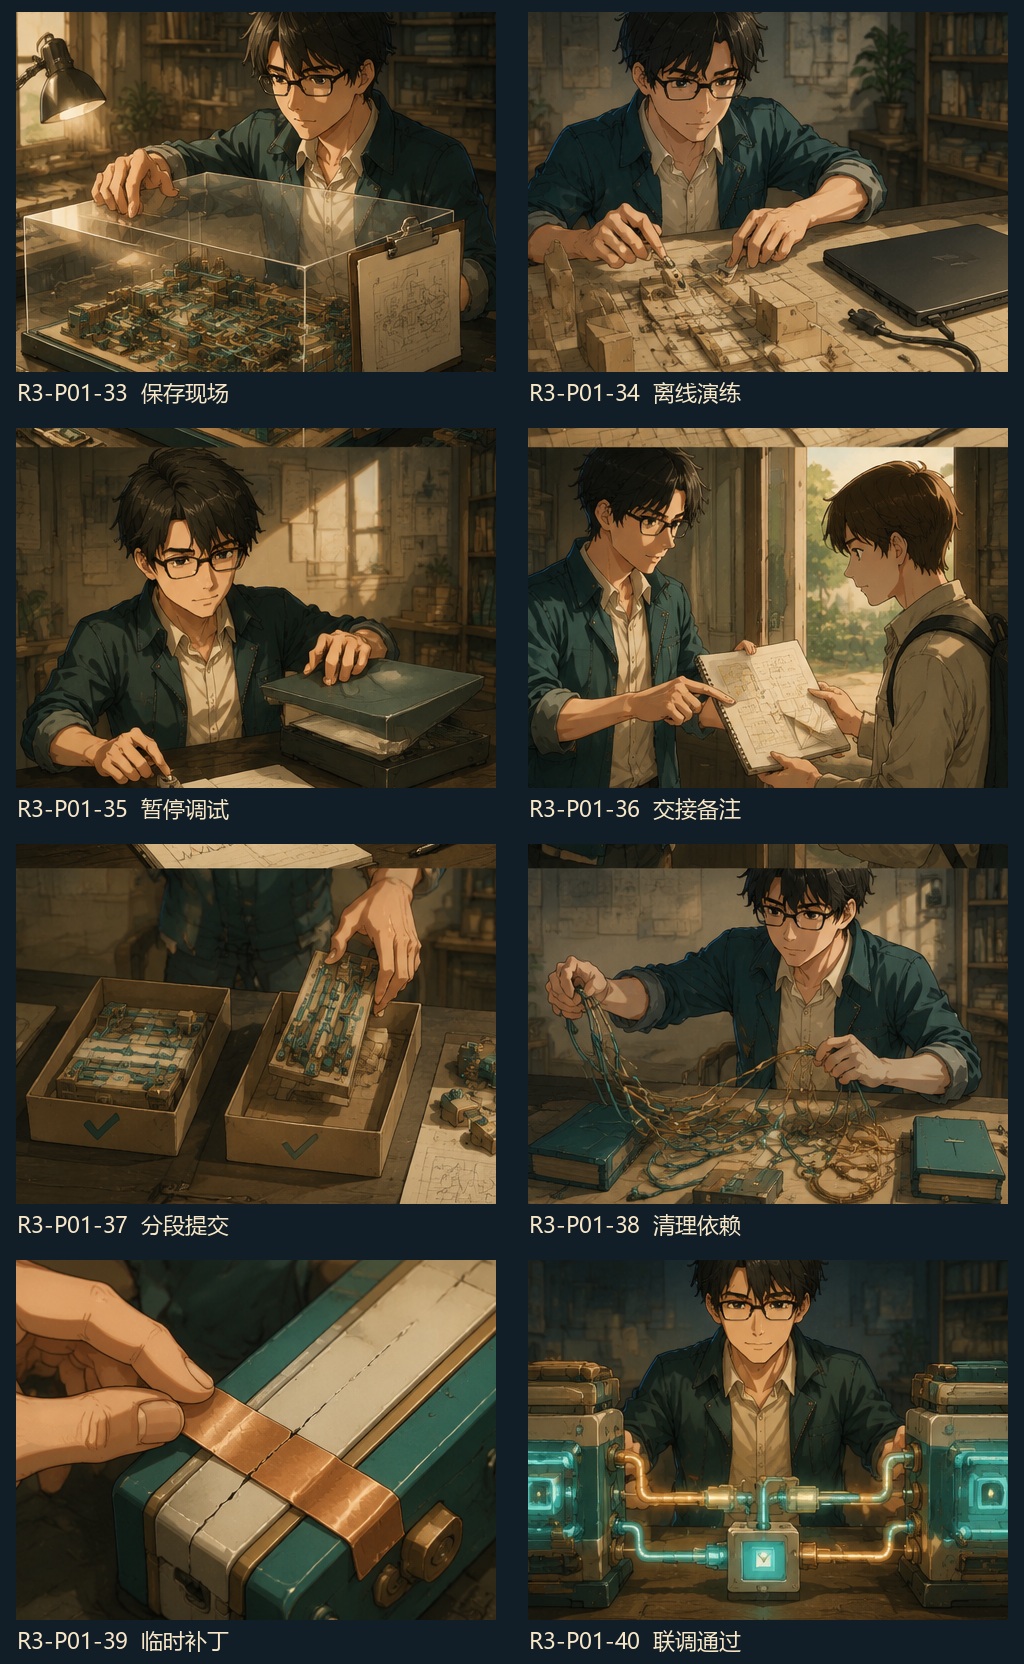 R3-P01-33 保存现场
R3-P01-34 离线演练
R3-P01-35 暂停调试
R3-P01-36 交接备注
R3-P01-37 分段提交
R3-P01-38 清理依赖
R3-P01-39 临时补丁
R3-P01-40 联调通过